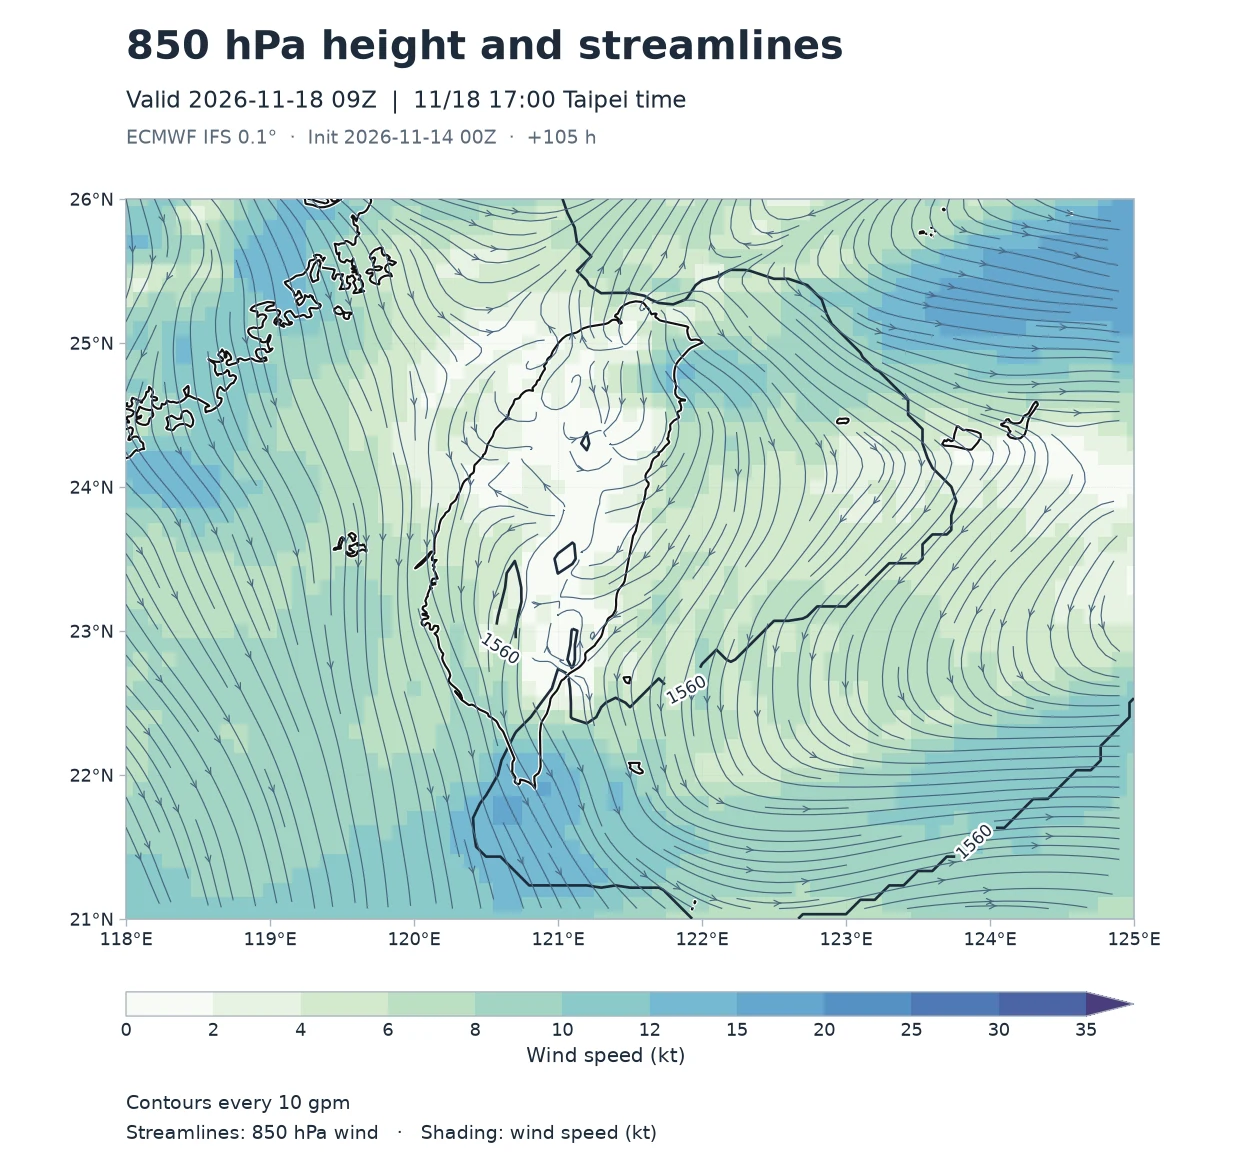 850 hPa height and streamlines
Valid 2026-11-18 09Z | 11/18 17:00 Taipei time
ECMWF IFS 0.1° · Init 2026-11-14 00Z · +105 h
26°N
25°N
24°N
23°N
22°N
21°N
1560
1560
1560
118°E 119°E 120°E 121°E 122°E 123°E 124°E 125°E
0 2 4 6 8 10 12 15 20 25 30 35
Wind speed (kt)
Contours every 10 gpm
Streamlines: 850 hPa wind · Shading: wind speed (kt)